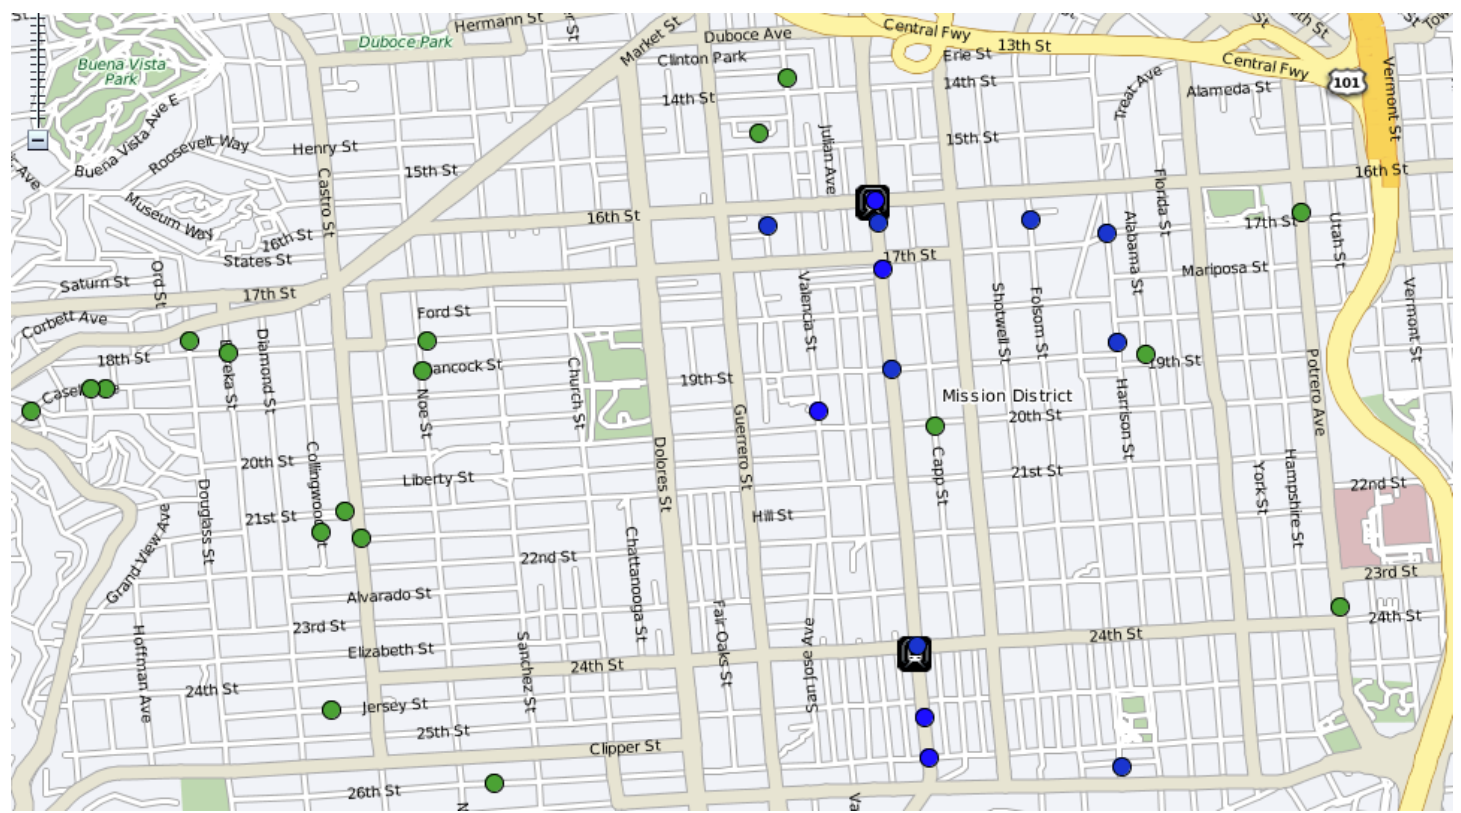 St
Hermann St
Market St
Duboce Ave
Central Fwy
13th St
Duboce Park
Clinton Park
Erie St
Central Fwy
101
Vermont St
Buena Vista
Park
14th St
14th St
Treat Ave
Alameda St
Buena Vista Ave E
Roosevelt Way
Henry St
15th St
Julian Ave
15th St
16th St
Castro St
Florida St
Museum Way
16th St
16th St
17th St
Utah St
Alabama St
States St
17th St
Mariposa St
Saturn St
Ord St
17th St
Valencia St
Shotwell St
Folsom St
Vermont St
Corbett Ave
Ford St
18th St
Diamond St
Church St
19th St
19th St
Potrero Ave
Noe St
Mission District
20th St
Harrison St
Guerrero St
Dolores St
20th St
Collingwood St
Liberty St
Capp St
21st St
York St
Hampshire St
22nd St
Douglass St
21st St
Hill St
Grand View Ave
22nd St
Chattanooga St
23rd St
Alvarado St
23rd St
Fair Oaks St
San Jose Ave
24th St
24th St
Hoffman Ave
Elizabeth St
Sanchez St
24th St
24th St
Jersey St
25th St
Clipper St
26th St
Va
N